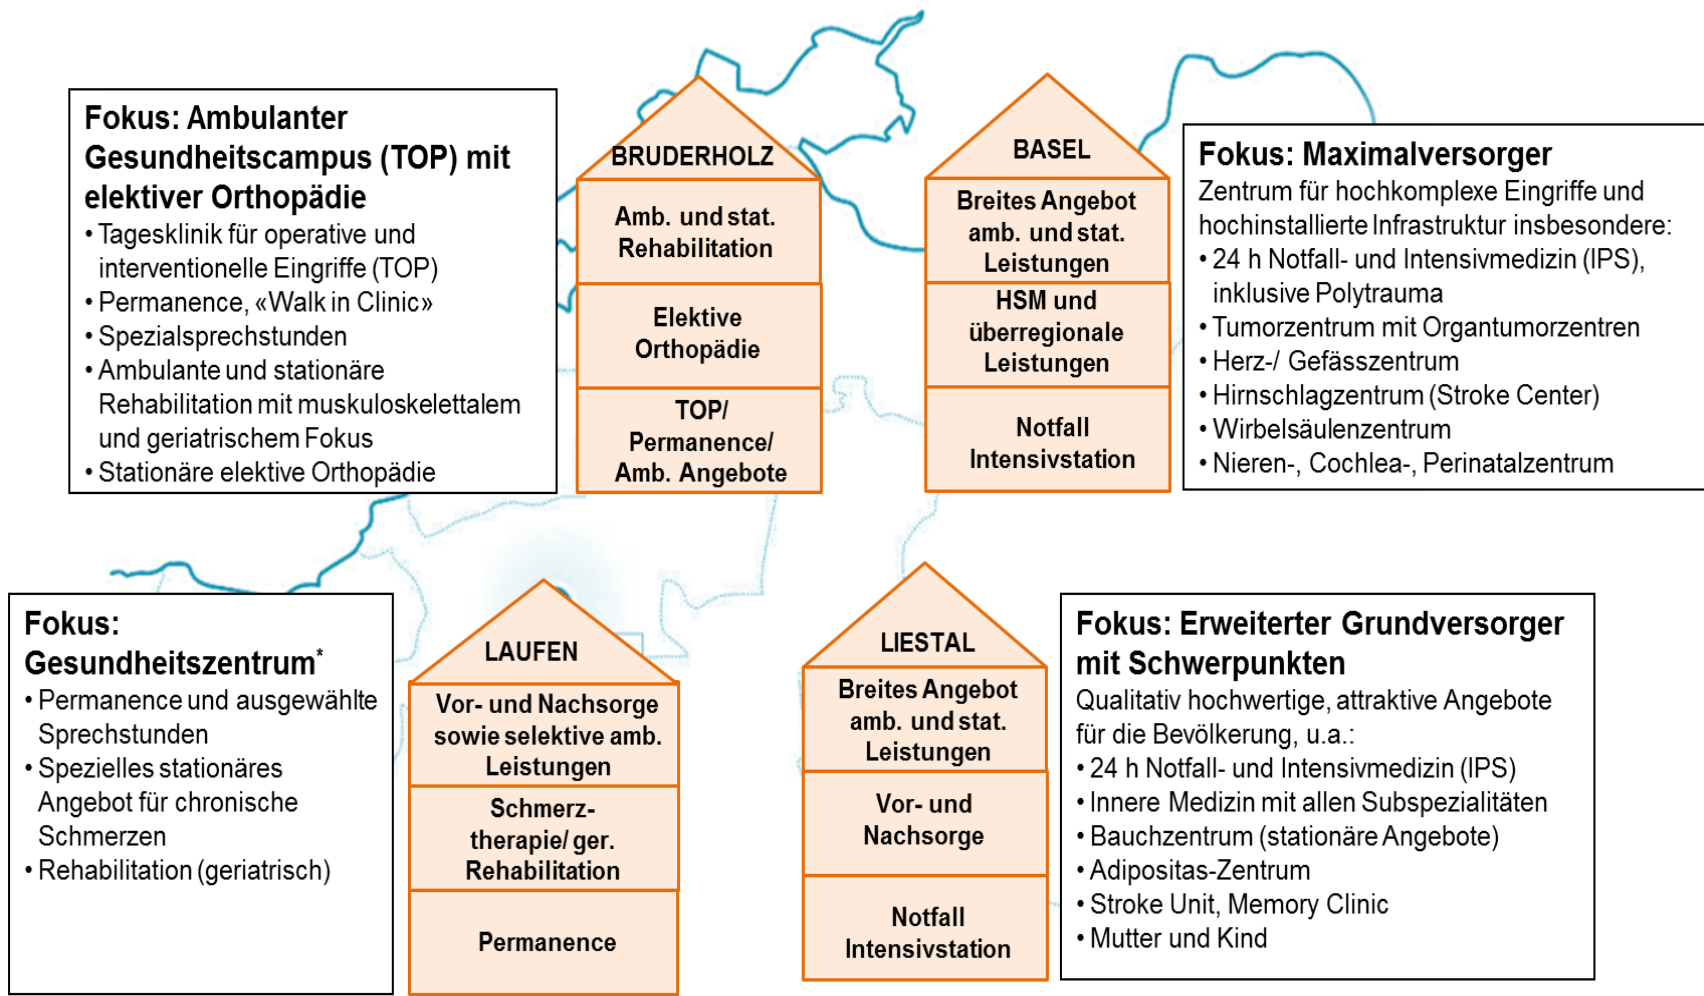 Fokus: Ambulanter
Gesundheitscampus (TOP) mit
elektiver Orthopädie
• Tagesklinik für operative und
interventionelle Eingriffe (TOP)
• Permanence, «Walk in Clinic»
• Spezialsprechstunden
• Ambulante und stationäre
Rehabilitation mit muskuloskelettalem
und geriatrischem Fokus
• Stationäre elektive Orthopädie
BRUDERHOLZ
Amb. und stat.
Rehabilitation
Elektive
Orthopädie
TOP/
Permanence/
Amb. Angebote
BASEL
Breites Angebot
amb. und stat.
Leistungen
HSM und
überregionale
Leistungen
Notfall
Intensivstation
Fokus: Maximalversorger
Zentrum für hochkomplexe Eingriffe und
hochinstallierte Infrastruktur insbesondere:
• 24 h Notfall- und Intensivmedizin (IPS),
inklusive Polytrauma
• Tumorzentrum mit Organtumorzentren
• Herz-/ Gefässzentrum
• Hirnschlagzentrum (Stroke Center)
• Wirbelsäulenzentrum
• Nieren-, Cochlea-, Perinatalzentrum
Fokus:
Gesundheitszentrum*
• Permanence und ausgewählte
Sprechstunden
• Spezielles stationäres
Angebot für chronische
Schmerzen
• Rehabilitation (geriatrisch)
LAUFEN
Vor- und Nachsorge
sowie selektive amb.
Leistungen
Schmerz-
therapie/ ger.
Rehabilitation
Permanence
LIESTAL
Breites Angebot
amb. und stat.
Leistungen
Vor- und
Nachsorge
Notfall
Intensivstation
Fokus: Erweiterter Grundversorger
mit Schwerpunkten
Qualitativ hochwertige, attraktive Angebote
für die Bevölkerung, u.a.:
• 24 h Notfall- und Intensivmedizin (IPS)
• Innere Medizin mit allen Subspezialitäten
• Bauchzentrum (stationäre Angebote)
• Adipositas-Zentrum
• Stroke Unit, Memory Clinic
• Mutter und Kind